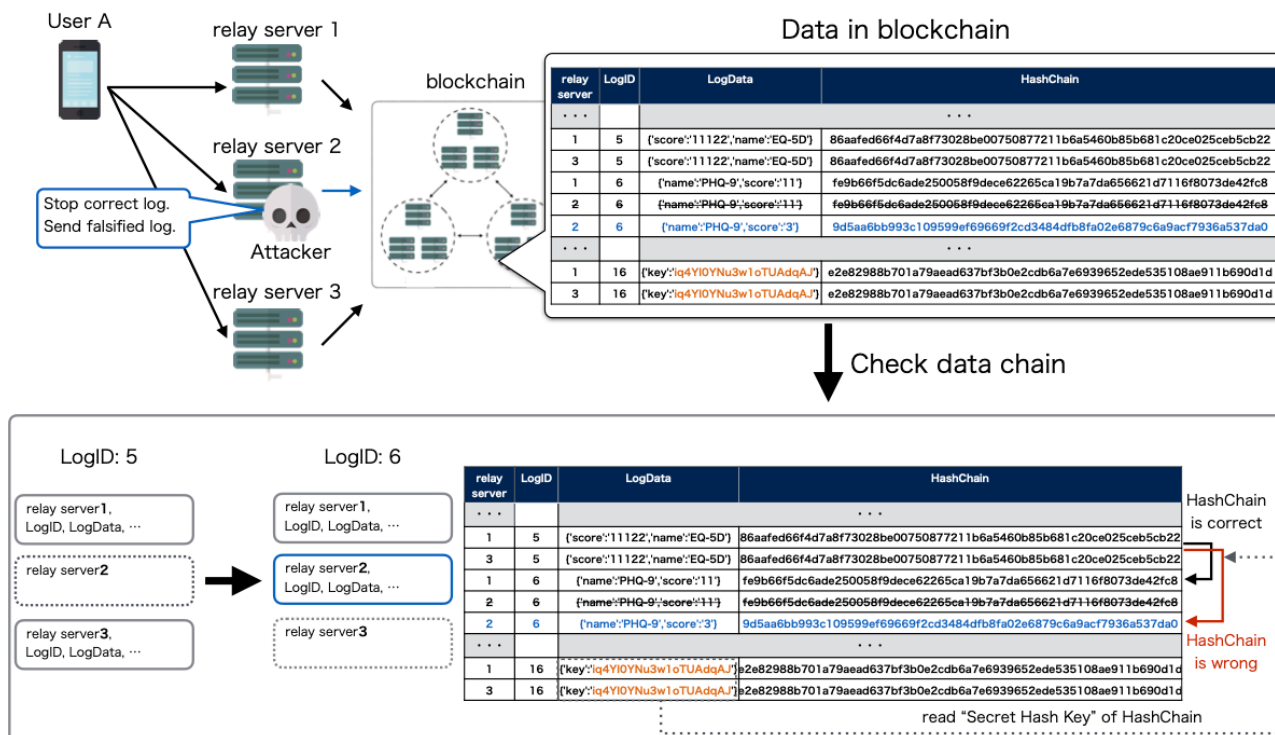 User A
relay server 1
relay server 2
Stop correct log.
Send falsified log.
Attacker
relay server 3
blockchain
Data in blockchain
relay server LogID LogData HashChain
･･･ ･･･
1 5 {'score':'11122','name':'EQ-5D'} 86aafed66f4d7a8f73028be00750877211b6a5460b85b681c20ce025ceb5cb22
3 5 {'score':'11122','name':'EQ-5D'} 86aafed66f4d7a8f73028be00750877211b6a5460b85b681c20ce025ceb5cb22
1 6 {'name':'PHQ-9','score':'11'} fe9b66f5dc6ade250058f9dece62265ca19b7a7da656621d7116f8073de42fc8
2 6 {'name':'PHQ-9','score':'11'} fe9b66f5dc6ade250058f9dece62265ca19b7a7da656621d7116f8073de42fc8
2 6 {'name':'PHQ-9','score':'3'} 9d5aa6bb993c109599ef69669f2cd3484dfb8fa02e6879c6a9acf7936a537da0
･･･ ･･･
1 16 {'key':'iq4YI0YNu3w1oTUAdqAJ'} e2e82988b701a79aead637bf3b0e2cdb6a7e6939652ede535108ae911b690d1d
3 16 {'key':'iq4YI0YNu3w1oTUAdqAJ'} e2e82988b701a79aead637bf3b0e2cdb6a7e6939652ede535108ae911b690d1d
Check data chain
LogID: 5
relay server1,
LogID, LogData, ···
relay server2
relay server3,
LogID, LogData, ···
LogID: 6
relay server1,
LogID, LogData, ···
relay server2,
LogID, LogData, ···
relay server3
relay server LogID LogData HashChain
･･･ ･･･
1 5 {'score':'11122','name':'EQ-5D'} 86aafed66f4d7a8f73028be00750877211b6a5460b85b681c20ce025ceb5cb22
3 5 {'score':'11122','name':'EQ-5D'} 86aafed66f4d7a8f73028be00750877211b6a5460b85b681c20ce025ceb5cb22
1 6 {'name':'PHQ-9','score':'11'} fe9b66f5dc6ade250058f9dece62265ca19b7a7da656621d7116f8073de42fc8
2 6 {'name':'PHQ-9','score':'11'} fe9b66f5dc6ade250058f9dece62265ca19b7a7da656621d7116f8073de42fc8
2 6 {'name':'PHQ-9','score':'3'} 9d5aa6bb993c109599ef69669f2cd3484dfb8fa02e6879c6a9acf7936a537da0
･･･ ･･･
1 16 {'key':'iq4YI0YNu3w1oTUAdqAJ'} e2e82988b701a79aead637bf3b0e2cdb6a7e6939652ede535108ae911b690d1d
3 16 {'key':'iq4YI0YNu3w1oTUAdqAJ'} e2e82988b701a79aead637bf3b0e2cdb6a7e6939652ede535108ae911b690d1d
HashChain
is correct
HashChain
is wrong
read “Secret Hash Key” of HashChain